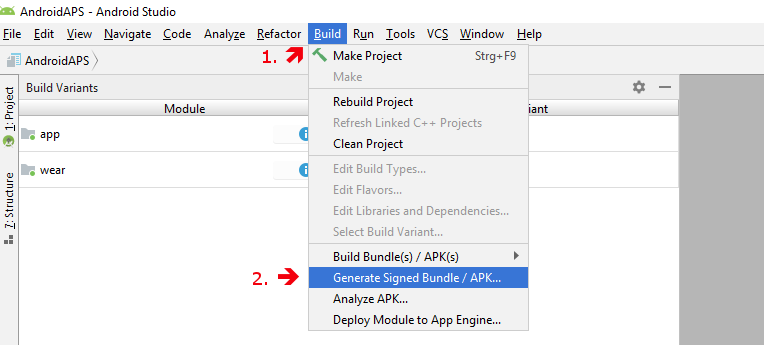 AndroidAPS - Android Studio
File Edit View Navigate Code Analyze Refactor Build Run Tools VCS Window Help
1.
AndroidAPS
Make Project Strg+F9
Make
Build Variants
Module
Rebuild Project
Refresh Linked C++ Projects
Clean Project
1: Project
app
wear
7: Structure
Edit Build Types...
Edit Flavors...
Edit Libraries and Dependencies...
Select Build Variant...
Build Bundle(s) / APK(s)
2.
Generate Signed Bundle / APK...
Analyze APK...
Deploy Module to App Engine...